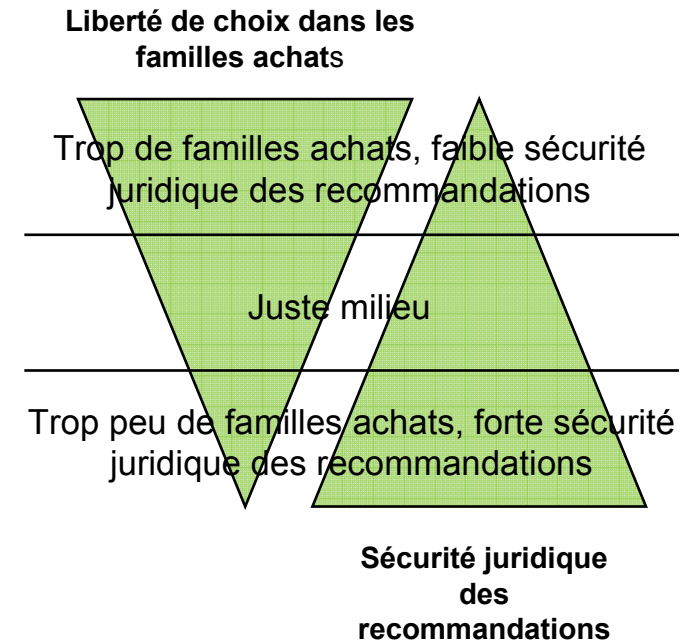 Liberté de choix dans les
familles achats
Trop de familles achats, faible sécurité
juridique des recommandations
Juste milieu
Trop peu de familles achats, forte sécurité
juridique des recommandations
Sécurité juridique
des
recommandations